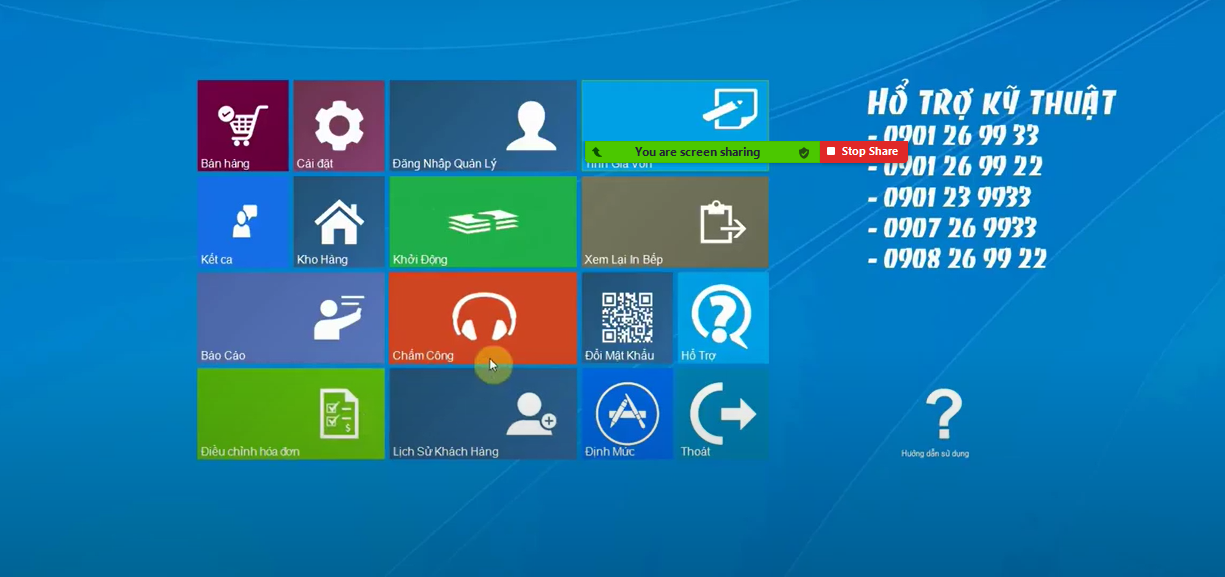 HỔ TRỢ KỸ THUẬT
- 0901 26 99 33
- 0901 26 99 22
- 0901 23 9933
- 0907 26 9933
- 0908 26 99 22
Bán hàng
Cài đặt
Đăng Nhập Quản Lý
Tính Giá Vốn
You are screen sharing
Stop Share
Kết ca
Kho Hàng
Khởi Động
Xem Lại In Bếp
Báo Cáo
Chấm Công
Đổi Mật Khẩu
Hổ Trợ
Điều chỉnh hóa đơn
Lịch Sử Khách Hàng
Định Mức
Thoát
?
Hướng dẩn sử dụng